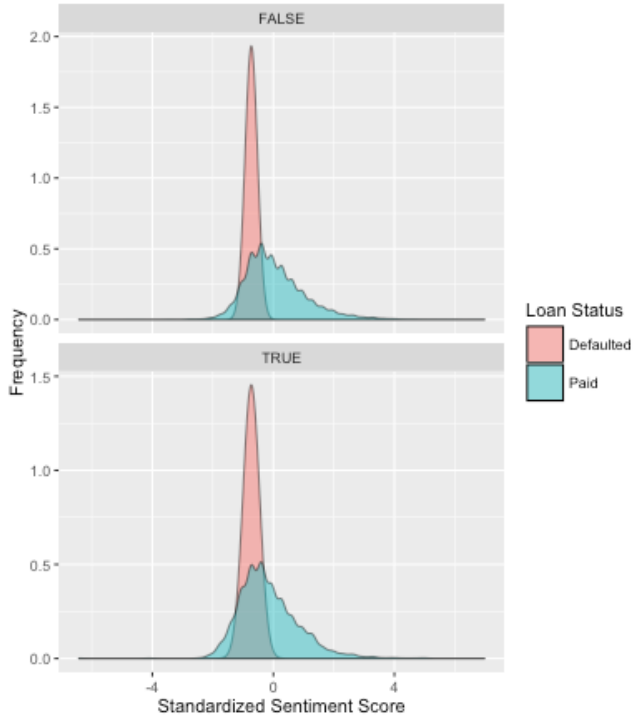 FALSE
2.0
1.5
1.0
0.5
0.0
TRUE
1.5
1.0
0.5
0.0
-4 0 4
Standardized Sentiment Score
Frequency
Loan Status
Defaulted
Paid